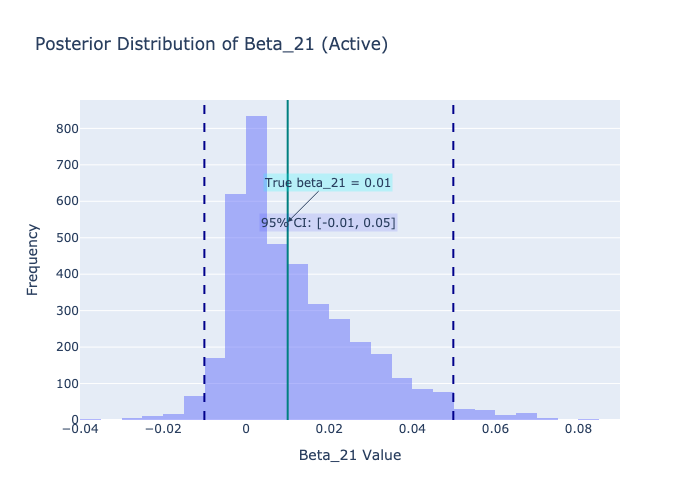 Posterior Distribution of Beta_21 (Active)
800
700
True beta_21 = 0.01
600
95% CI: [-0.01, 0.05]
500
Frequency
400
300
200
100
0
−0.04 −0.02 0 0.02 0.04 0.06 0.08
Beta_21 Value